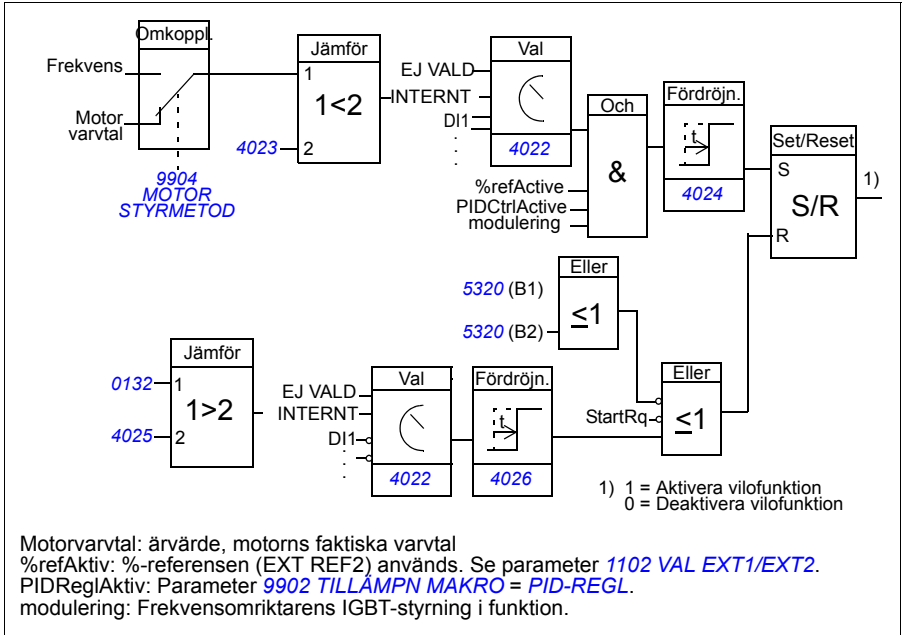 Omkoppl.
Frekvens
Motor
varvtal
9904
MOTOR
STYRMETOD
Jämför
1
1<2
4023
2
Val
EJ VALD
INTERNT
DI1
.
.
.
4022
Och
&
%refActive
PIDCtrlActive
modulering
Fördröjn.
t
4024
Set/Reset
S
S/R
R
1)
Eller
5320 (B1)
≤1
5320 (B2)
Jämför
0132
1
1>2
4025
2
Val
EJ VALD
INTERNT
DI1
.
.
.
4022
Fördröjn.
t
4026
Eller
StartRq
≤1
1) 1 = Aktivera vilofunktion
0 = Deaktivera vilofunktion
Motorvarvtal: ärvärde, motorns faktiska varvtal
%refAktiv: %-referensen (EXT REF2) används. Se parameter 1102 VAL EXT1/EXT2.
PIDReglAktiv: Parameter 9902 TILLÄMPN MAKRO = PID-REGL.
modulering: Frekvensomriktarens IGBT-styrning i funktion.